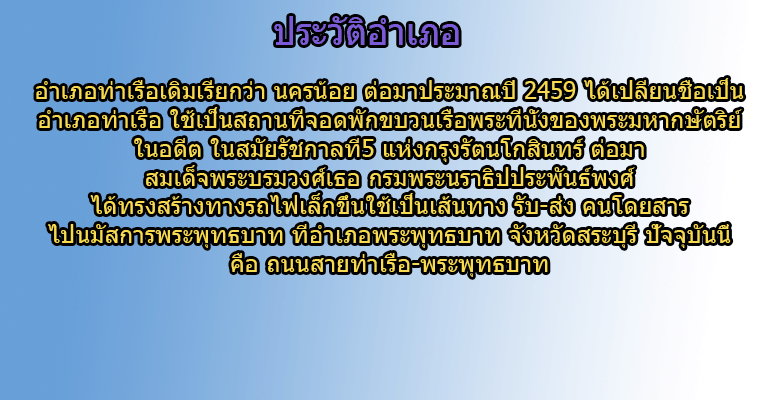 ประวัติอำเภอ
อำเภอท่าเรือเดิมเรียกว่า นครน้อย ต่อมาประมาณปี 2459 ได้เปลี่ยนชื่อเป็น
อำเภอท่าเรือ ใช้เป็นสถานที่จอดพักขบวนเรือพระที่นั่งของพระมหากษัตริย์
ในอดีต ในสมัยรัชกาลที่5 แห่งกรุงรัตนโกสินทร์ ต่อมา
สมเด็จพระบรมวงศ์เธอ กรมพระนราธิปประพันธ์พงศ์
ได้ทรงสร้างทางรถไฟเล็กขึ้นใช้เป็นเส้นทาง รับ-ส่ง คนโดยสาร
ไปนมัสการพระพุทธบาท ที่อำเภอพระพุทธบาท จังหวัดสระบุรี ปัจจุบันนี้
คือ ถนนสายท่าเรือ-พระพุทธบาท